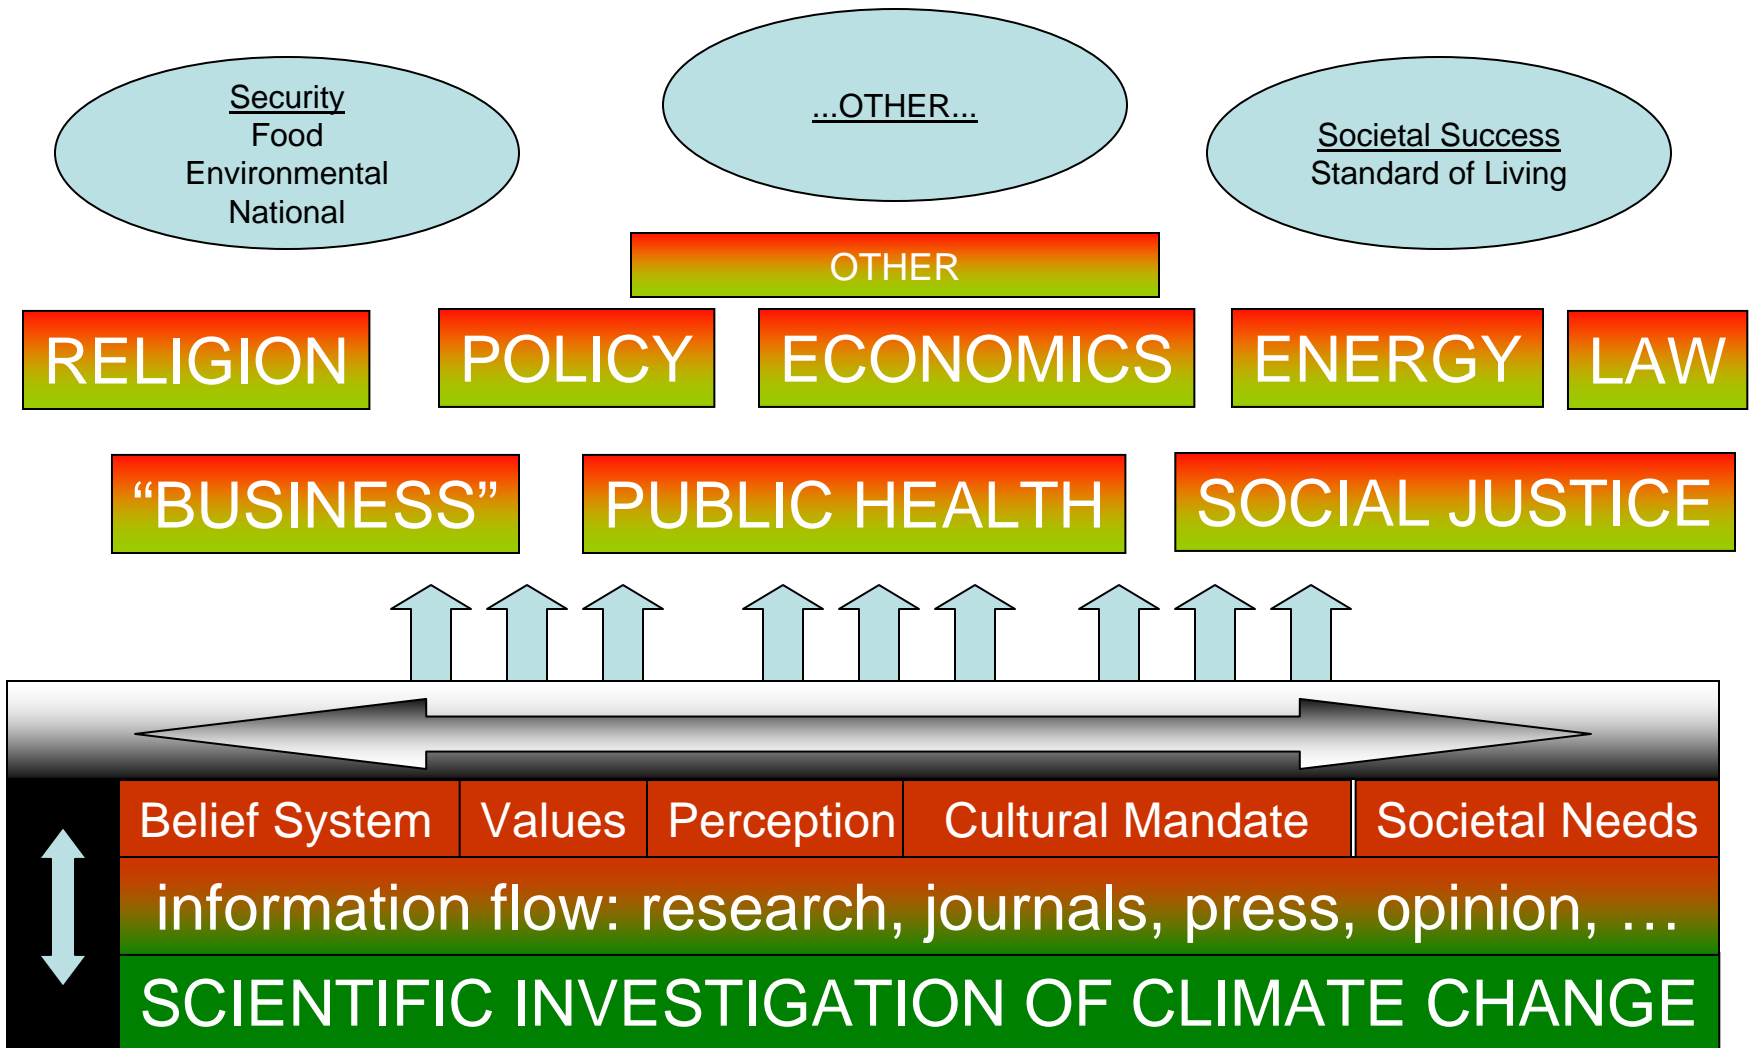 Security
Food
Environmental
National
...OTHER...
Societal Success
Standard of Living
OTHER
RELIGION
POLICY
ECONOMICS
ENERGY
LAW
“BUSINESS”
PUBLIC HEALTH
SOCIAL JUSTICE
Belief System
Values
Perception
Cultural Mandate
Societal Needs
information flow: research, journals, press, opinion, …
SCIENTIFIC INVESTIGATION OF CLIMATE CHANGE